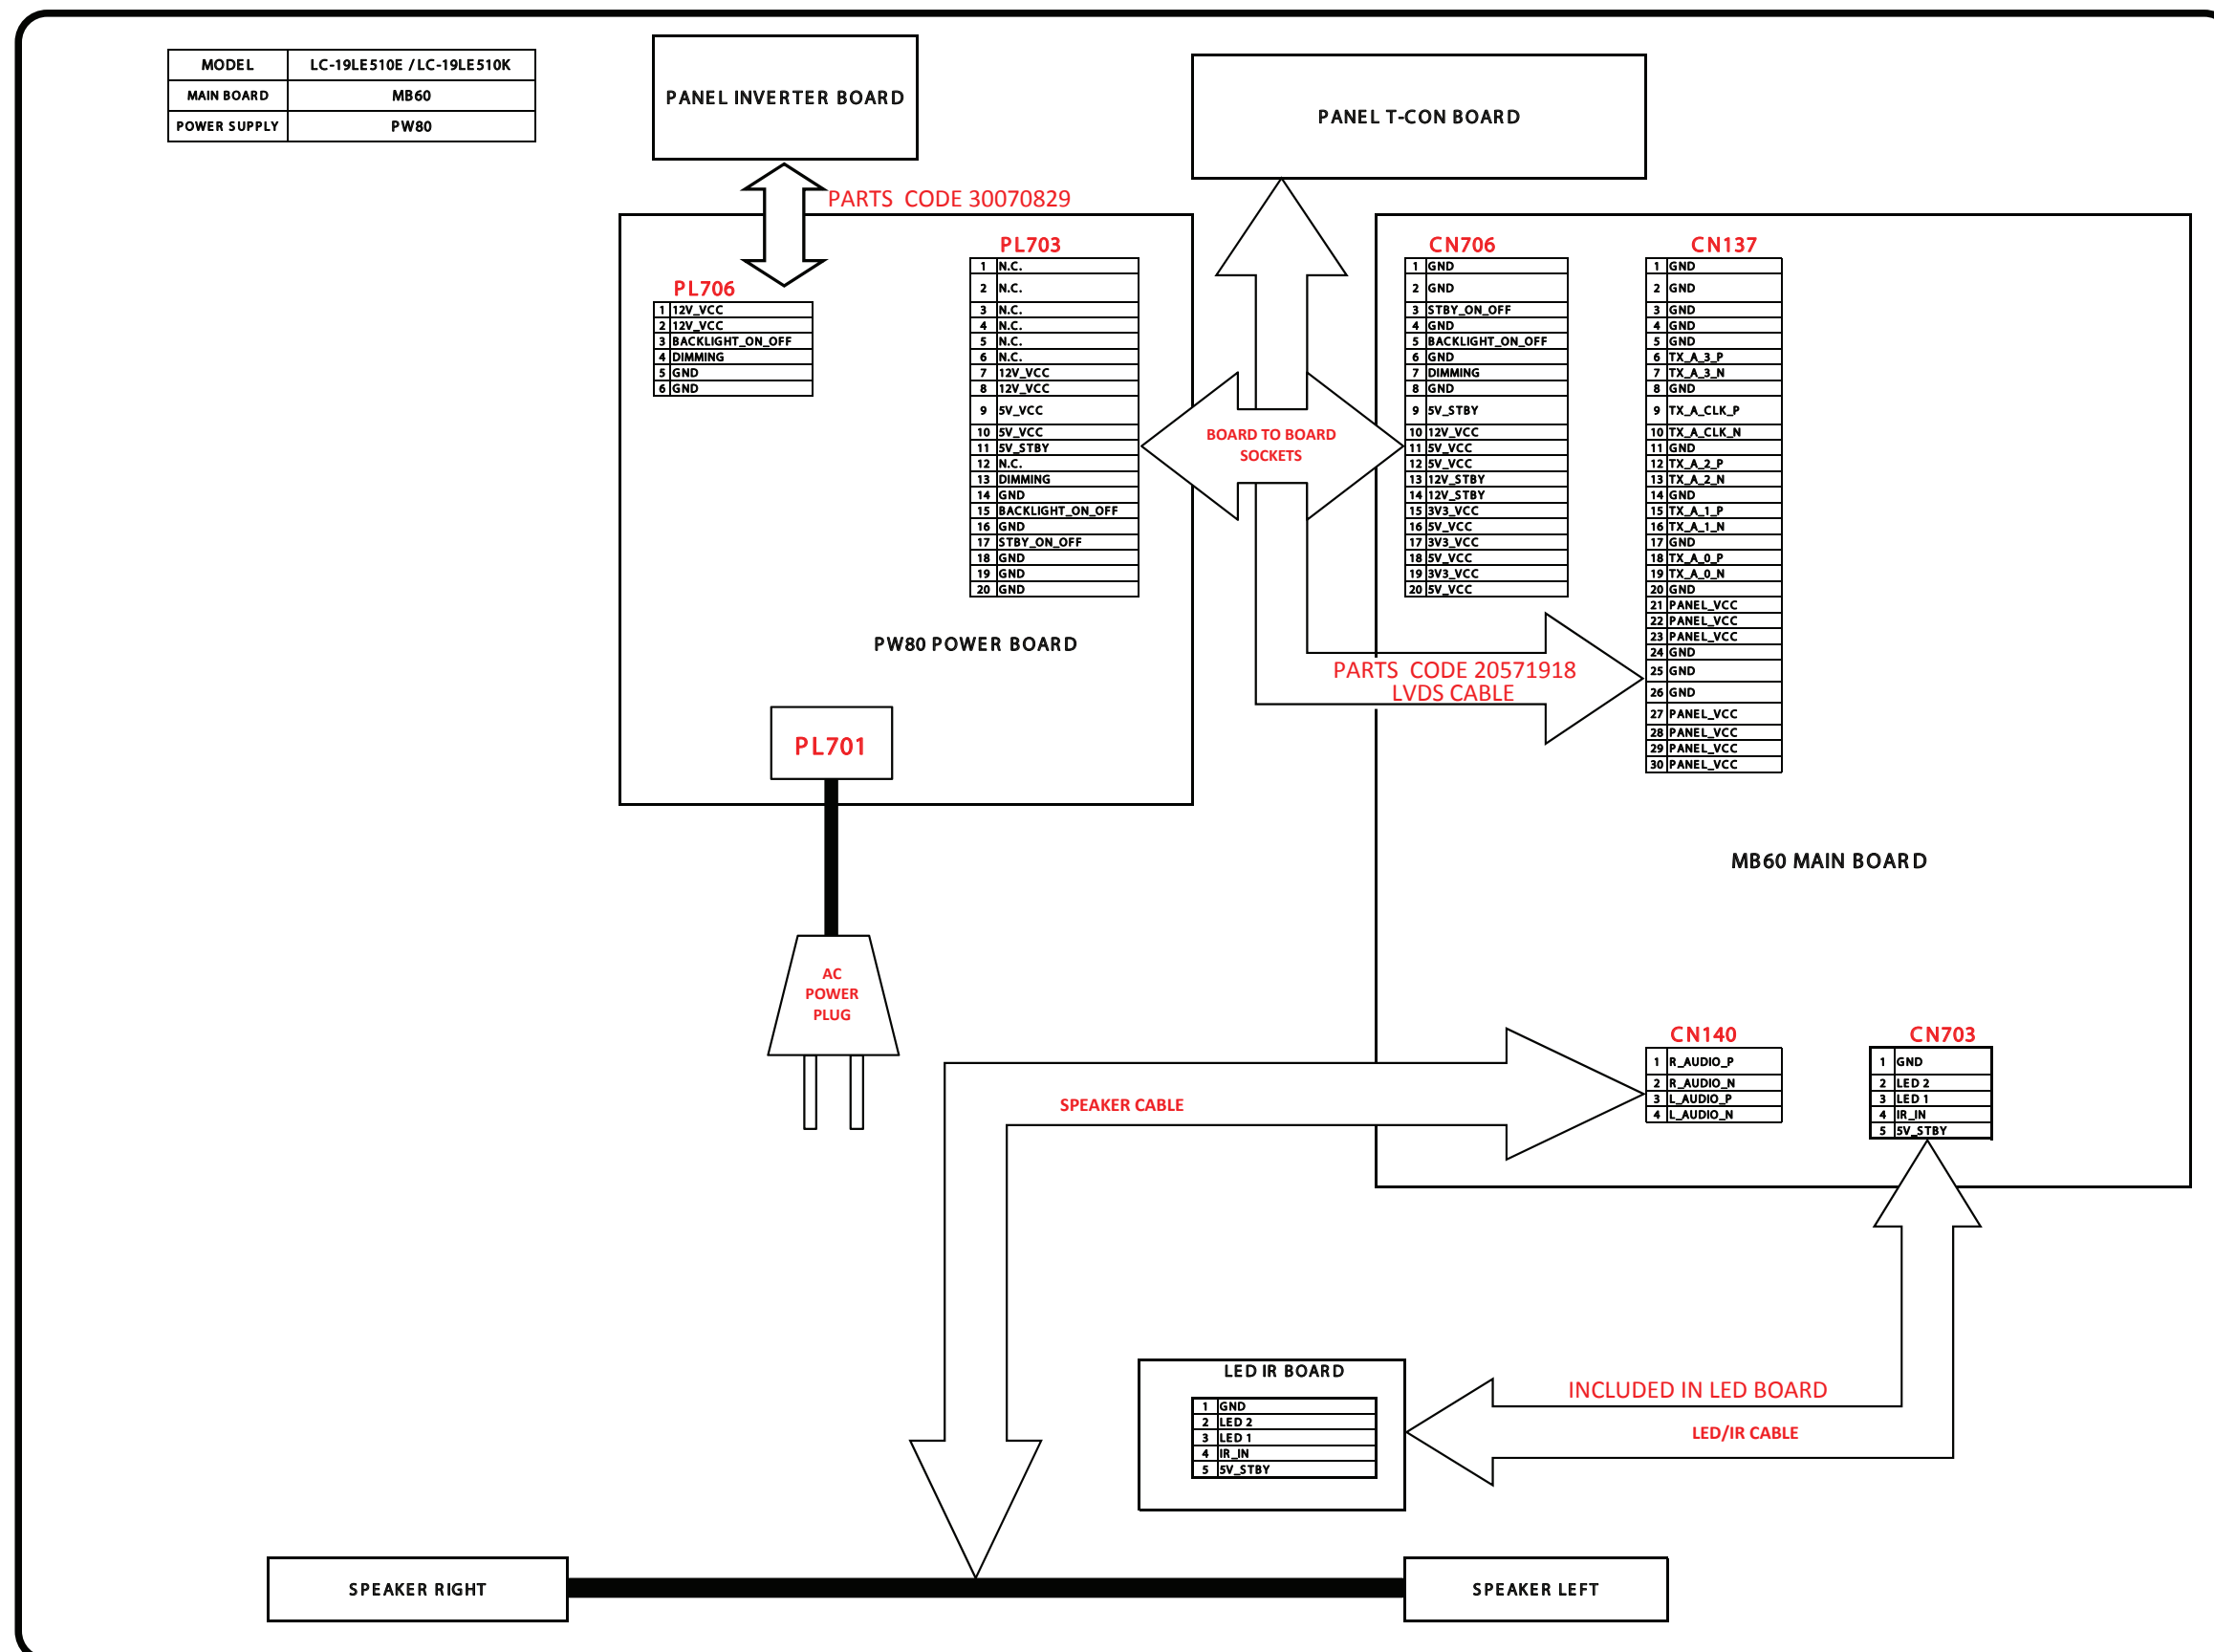 MODEL LC-19LE510E / LC-19LE510K
MAIN BOARD MB60
POWER SUPPLY PW80
PANEL INVERTER BOARD
PANEL T-CON BOARD
PARTS CODE 30070829
PL706
1 12V_VCC
2 12V_VCC
3 BACKLIGHT_ON_OFF
4 DIMMING
5 GND
6 GND
PL703
1 N.C.
2 N.C.
3 N.C.
4 N.C.
5 N.C.
6 N.C.
7 12V_VCC
8 12V_VCC
9 5V_VCC
10 5V_VCC
11 5V_STBY
12 N.C.
13 DIMMING
14 GND
15 BACKLIGHT_ON_OFF
16 GND
17 STBY_ON_OFF
18 GND
19 GND
20 GND
PW80 POWER BOARD
PL701
AC
POWER
PLUG
BOARD TO BOARD
SOCKETS
CN706
1 GND
2 GND
3 STBY_ON_OFF
4 GND
5 BACKLIGHT_ON_OFF
6 GND
7 DIMMING
8 GND
9 5V_STBY
10 12V_VCC
11 5V_VCC
12 5V_VCC
13 12V_STBY
14 12V_STBY
15 3V3_VCC
16 5V_VCC
17 3V3_VCC
18 5V_VCC
19 3V3_VCC
20 5V_VCC
CN137
1 GND
2 GND
3 GND
4 GND
5 GND
6 TX_A_3_P
7 TX_A_3_N
8 GND
9 TX_A_CLK_P
10 TX_A_CLK_N
11 GND
12 TX_A_2_P
13 TX_A_2_N
14 GND
15 TX_A_1_P
16 TX_A_1_N
17 GND
18 TX_A_0_P
19 TX_A_0_N
20 GND
21 PANEL_VCC
22 PANEL_VCC
23 PANEL_VCC
24 GND
25 GND
26 GND
27 PANEL_VCC
28 PANEL_VCC
29 PANEL_VCC
30 PANEL_VCC
PARTS CODE 20571918
LVDS CABLE
MB60 MAIN BOARD
CN140
1 R_AUDIO_P
2 R_AUDIO_N
3 L_AUDIO_P
4 L_AUDIO_N
CN703
1 GND
2 LED 2
3 LED 1
4 IR_IN
5 5V_STBY
SPEAKER CABLE
LED IR BOARD
1 GND
2 LED 2
3 LED 1
4 IR_IN
5 5V_STBY
INCLUDED IN LED BOARD
LED/IR CABLE
SPEAKER RIGHT
SPEAKER LEFT